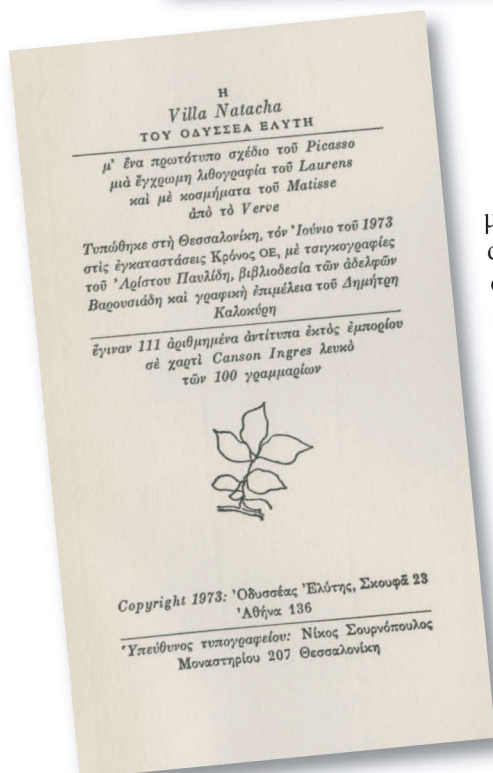 Η
Villa Natacha
ΤΟΥ ΟΔΥΣΣΕΑ ΕΛΥΤΗ
μ' ἕνα πρωτότυπο σχέδιο τοῦ Picasso
μιὰ ἔγχρωμη λιθογραφία τοῦ Laurens
καὶ μὲ κοσμήματα τοῦ Matisse
ἀπὸ τὸ Verve
Τυπώθηκε στὴ Θεσσαλονίκη, τόν Ἰούνιο τοῦ 1973
στὶς ἐγκαταστάσεις Κρόνος ΟΕ, μὲ τσιγκογραφίες
τοῦ Ἀρίστου Παυλίδη, βιβλιοδεσία τῶν ἀδελφῶν
Βαρουσιάδη καὶ γραφικὴ ἐπιμέλεια τοῦ Δημήτρη
Καλοκύρη
ἔγιναν 111 ἀριθμημένα ἀντίτυπα ἐκτὸς ἐμπορίου
σὲ χαρτὶ Canson Ingres λευκὸ
τῶν 100 γραμμαρίων
Copyright 1973: Ὀδυσσέας Ἐλύτης, Σκουφᾶ 23
Ἀθήνα 136
Ὑπεύθυνος τυπογραφείου: Νίκος Σουρνόπουλος
Μοναστηρίου 207 Θεσσαλονίκη